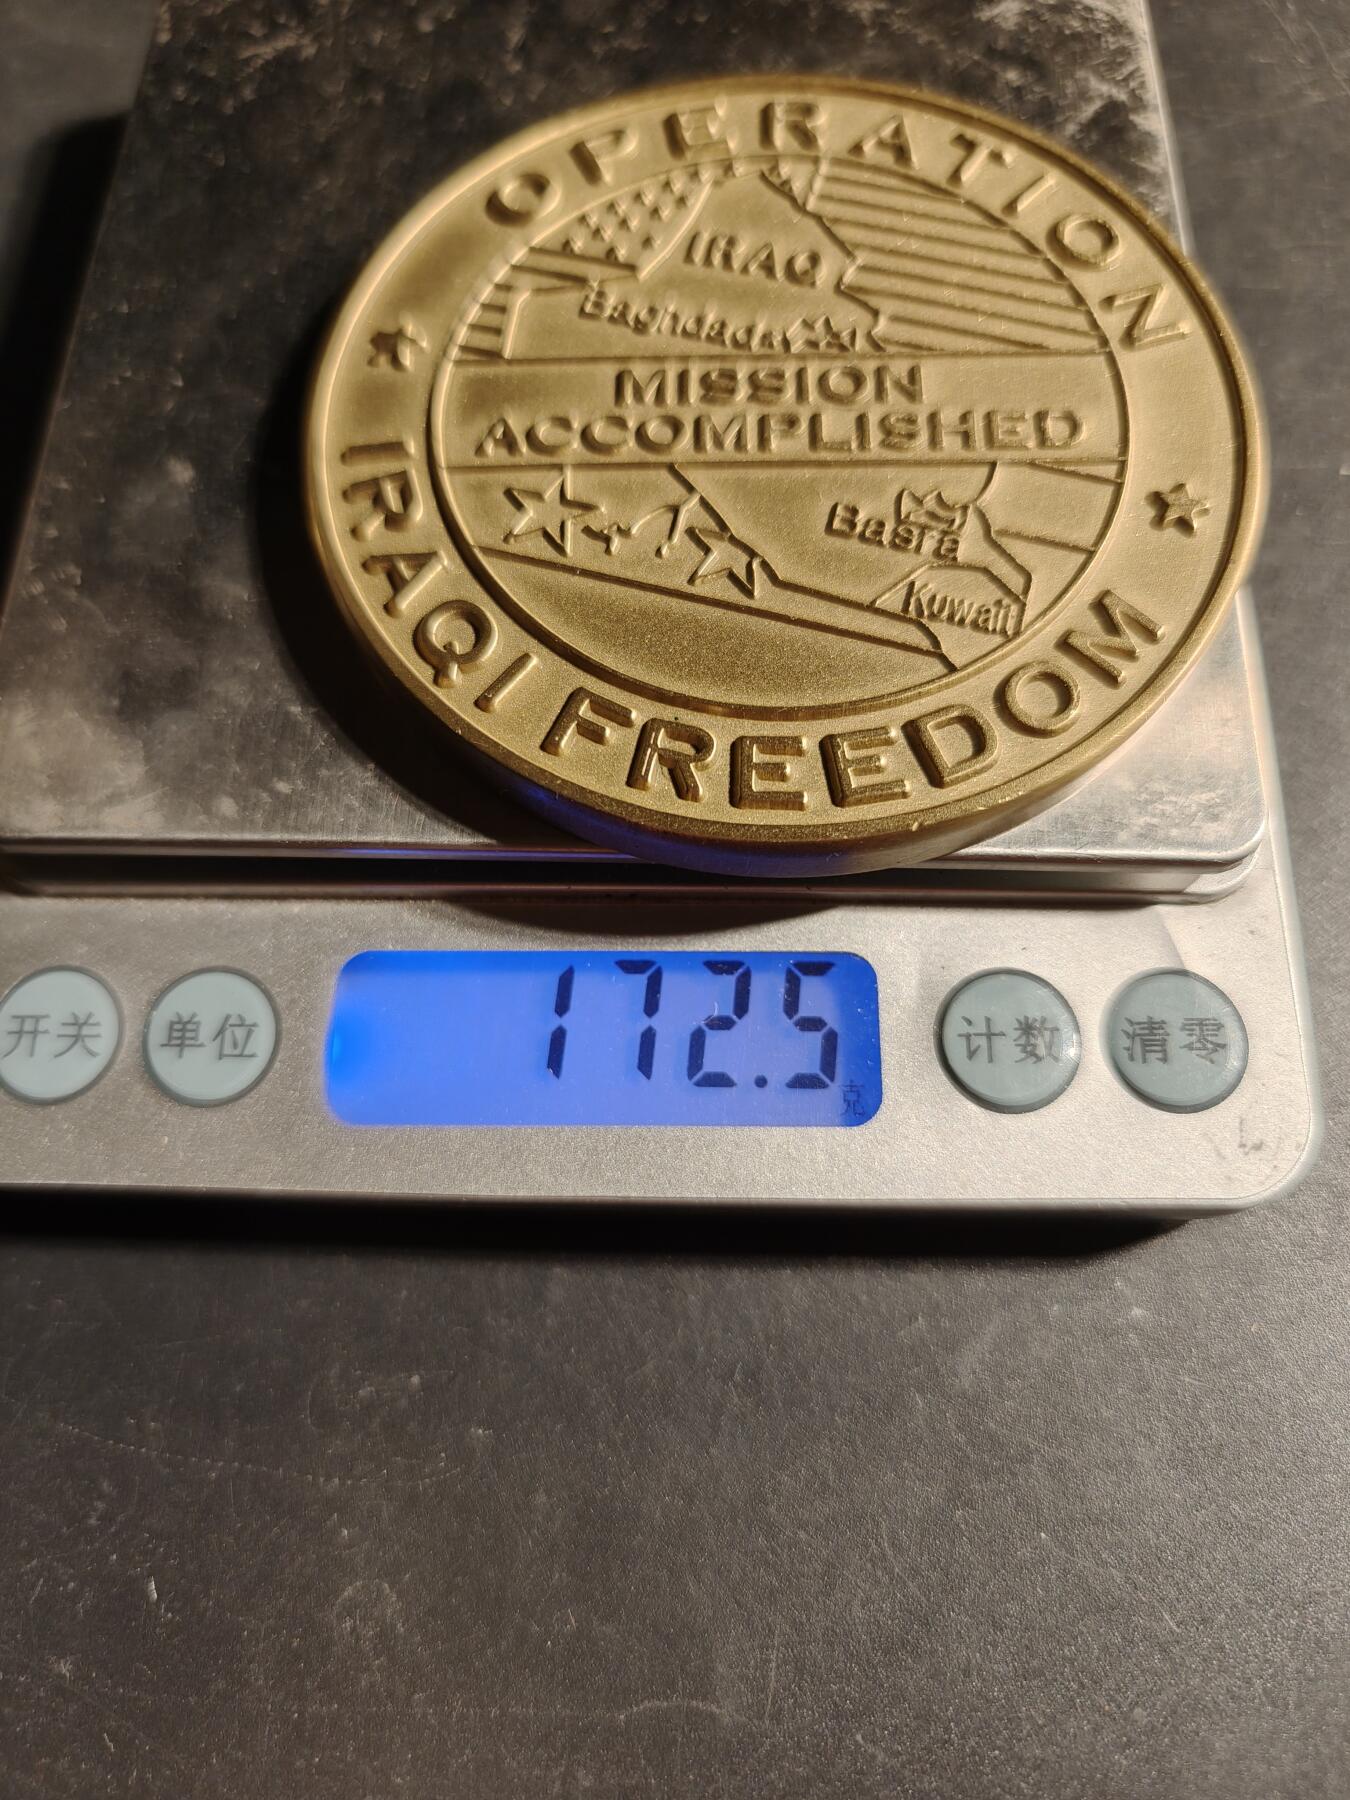 OPERATION
IRAQ
Baghdad
MISSION
ACCOMPLISHED
Basra
Kuwait
IRAQI FREEDOM
172.5
克
开关
单位
计数
清零